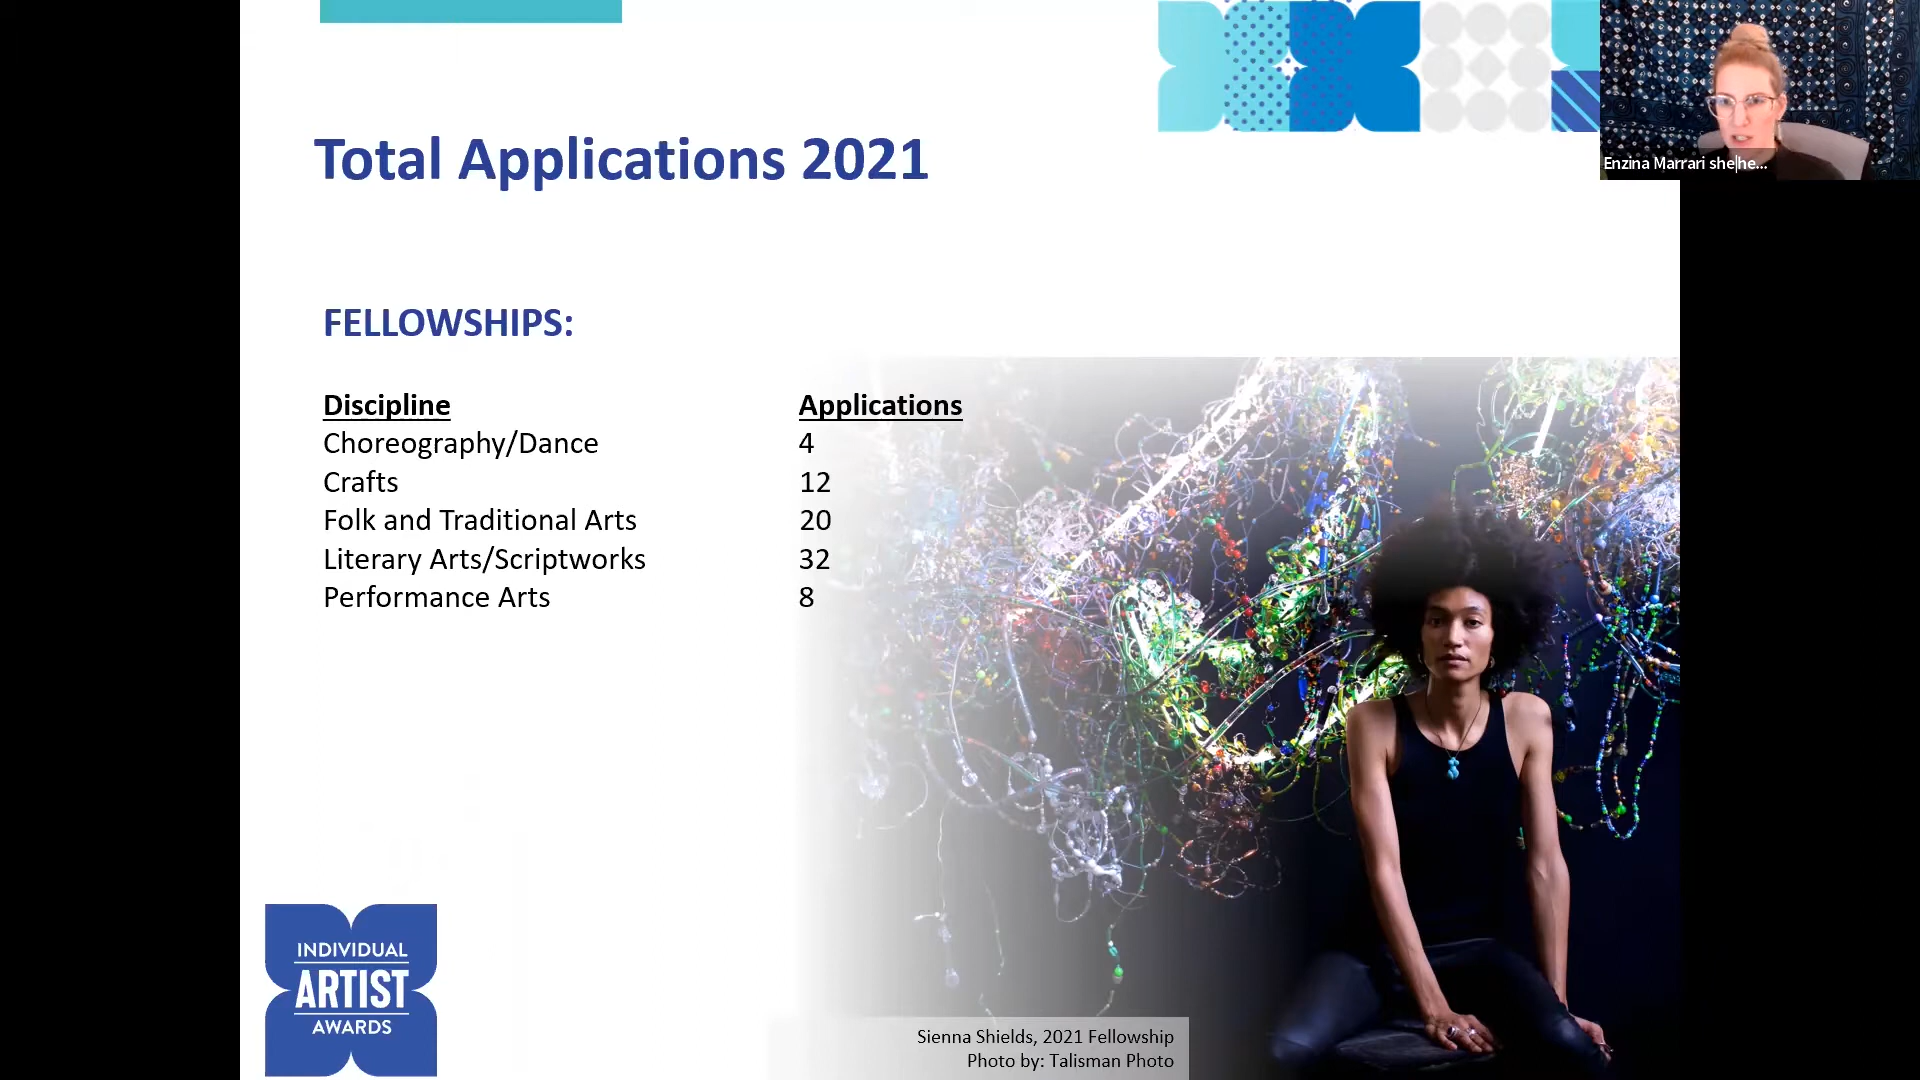 Total Applications 2021
Enzina Marrari she|he...
FELLOWSHIPS:
Discipline Applications
Choreography/Dance 4
Crafts 12
Folk and Traditional Arts 20
Literary Arts/Scriptworks 32
Performance Arts 8
INDIVIDUAL
ARTIST
AWARDS
Sienna Shields, 2021 Fellowship
Photo by: Talisman Photo